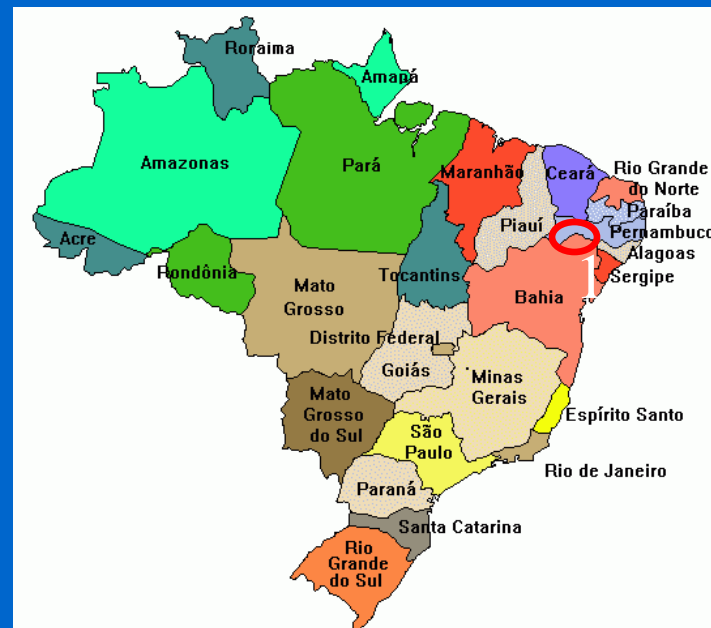 Roraima
Amapá
Amazonas
Pará
Maranhão
Ceará
Rio Grande
do Norte
Paraíba
Piauí
Pernambuco
Acre
Alagoas
Rondônia
Tocantins
Sergipe
1
Mato
Grosso
Bahia
Distrito Federal
Goiás
Minas
Gerais
Mato
Grosso
do Sul
Espírito Santo
São
Paulo
Rio de Janeiro
Paraná
Santa Catarina
Rio
Grande
do Sul